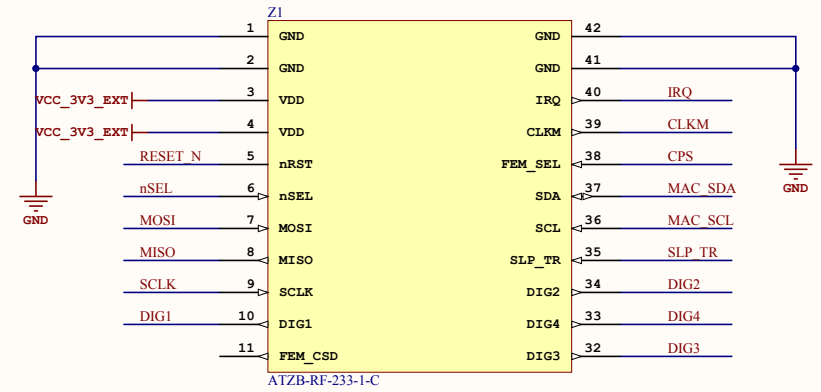 Z1
1 GND GND 42
2 GND GND 41
VCC_3V3_EXT 3 VDD IRQ 40 IRQ
VCC_3V3_EXT 4 VDD CLKM 39 CLKM
RESET_N 5 nRST FEM_SEL 38 CPS
nSEL 6 nSEL SDA 37 MAC_SDA
MOSI 7 MOSI SCL 36 MAC_SCL
MISO 8 MISO SLP_TR 35 SLP_TR
SCLK 9 SCLK DIG2 34 DIG2
DIG1 10 DIG1 DIG4 33 DIG4
11 FEM_CSD DIG3 32 DIG3
GND
GND
ATZB-RF-233-1-C